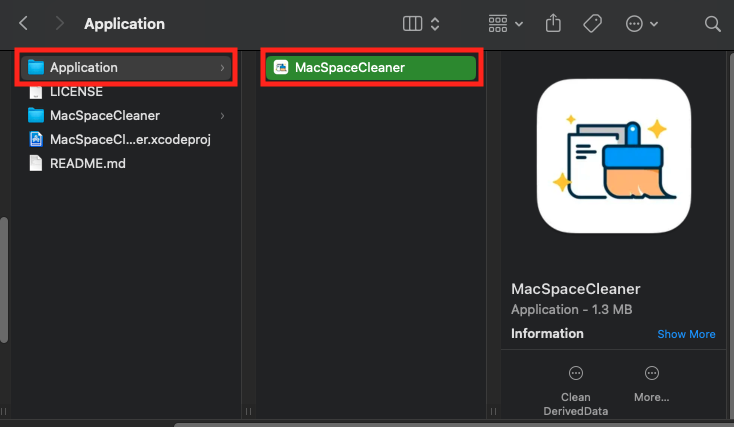 Application
Application
LICENSE
MacSpaceCleaner
MacSpaceCl...er.xcodeproj
README.md
MacSpaceCleaner
MacSpaceCleaner
Application - 1.3 MB
Information Show More
Clean
DerivedData
More...